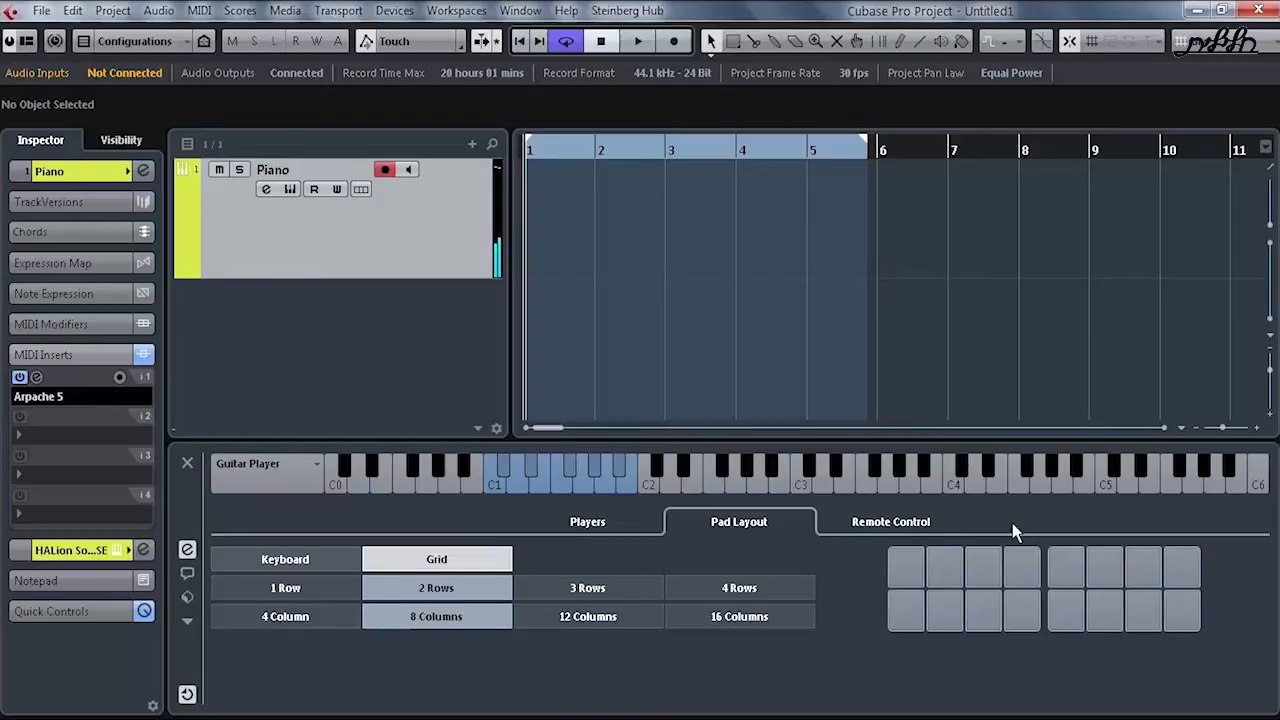 File Edit Project Audio MIDI Scores Media Transport Devices Workspaces Window Help Steinberg Hub Cubase Pro Project - Untitled1
Configurations M S L R W A Touch
Audio Inputs Not Connected Audio Outputs Connected Record Time Max 20 hours 01 mins Record Format 44.1 kHz - 24 Bit Project Frame Rate 30 fps Project Pan Law Equal Power
No Object Selected
Inspector Visibility 1 / 1
1 2 3 4 5 6 7 8 9 10 11
1 Piano
1 m S Piano
R W
TrackVersions
Chords
Expression Map
Note Expression
MIDI Modifiers
MIDI Inserts
i 1
Arpache 5
i 2
i 3
i 4
HALion So...SE
Notepad
Quick Controls
Guitar Player
C0 C1 C2 C3 C4 C5 C6
Players Pad Layout Remote Control
Keyboard Grid
1 Row 2 Rows 3 Rows 4 Rows
4 Column 8 Columns 12 Columns 16 Columns